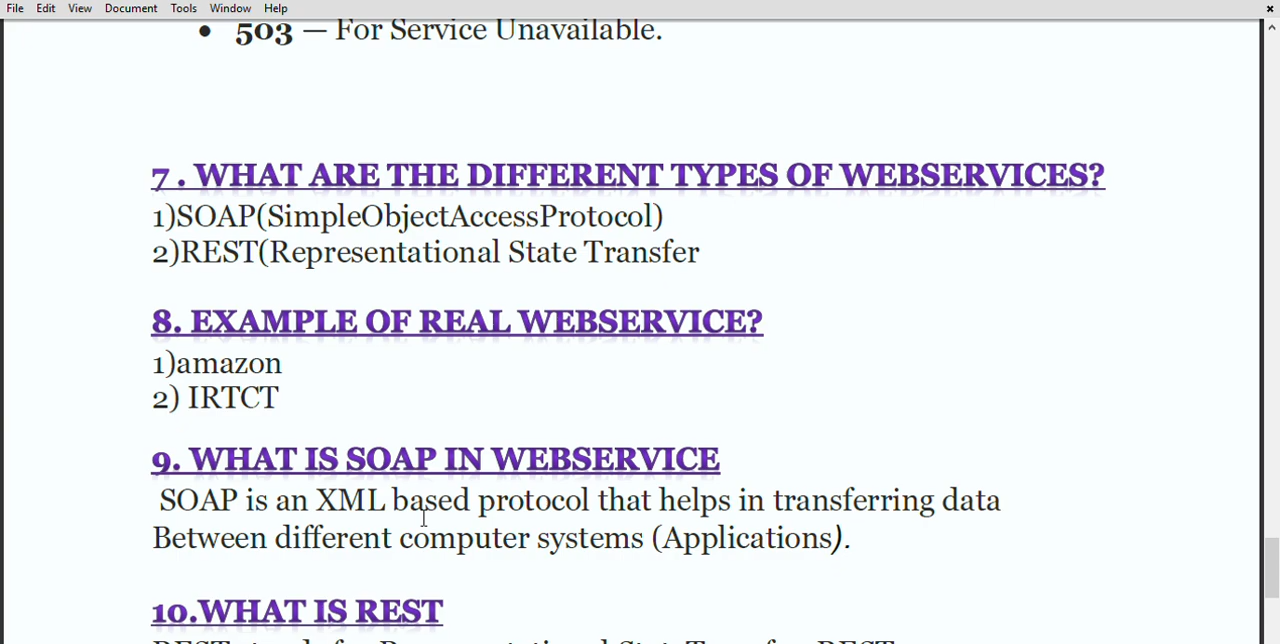 File Edit View Document Tools Window Help
• 503 — For Service Unavailable.
7 . WHAT ARE THE DIFFERENT TYPES OF WEBSERVICES?
1)SOAP(SimpleObjectAccessProtocol)
2)REST(Representational State Transfer
8. EXAMPLE OF REAL WEBSERVICE?
1)amazon
2) IRTCT
9. WHAT IS SOAP IN WEBSERVICE
SOAP is an XML based protocol that helps in transferring data
Between different computer systems (Applications).
10.WHAT IS REST